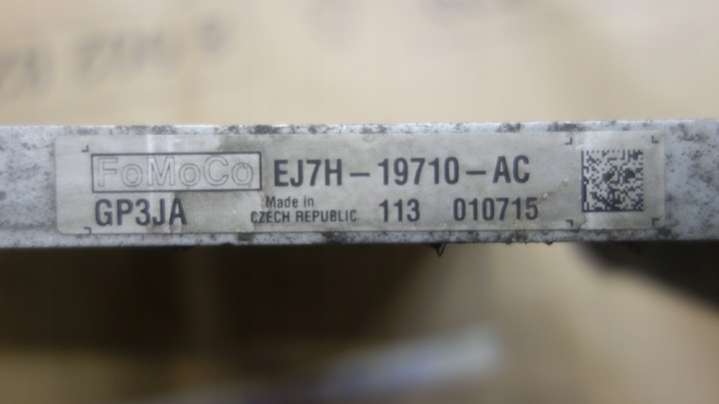 FoMoCo EJ7H-19710-AC
GP3JA Made in CZECH REPUBLIC 113 010715